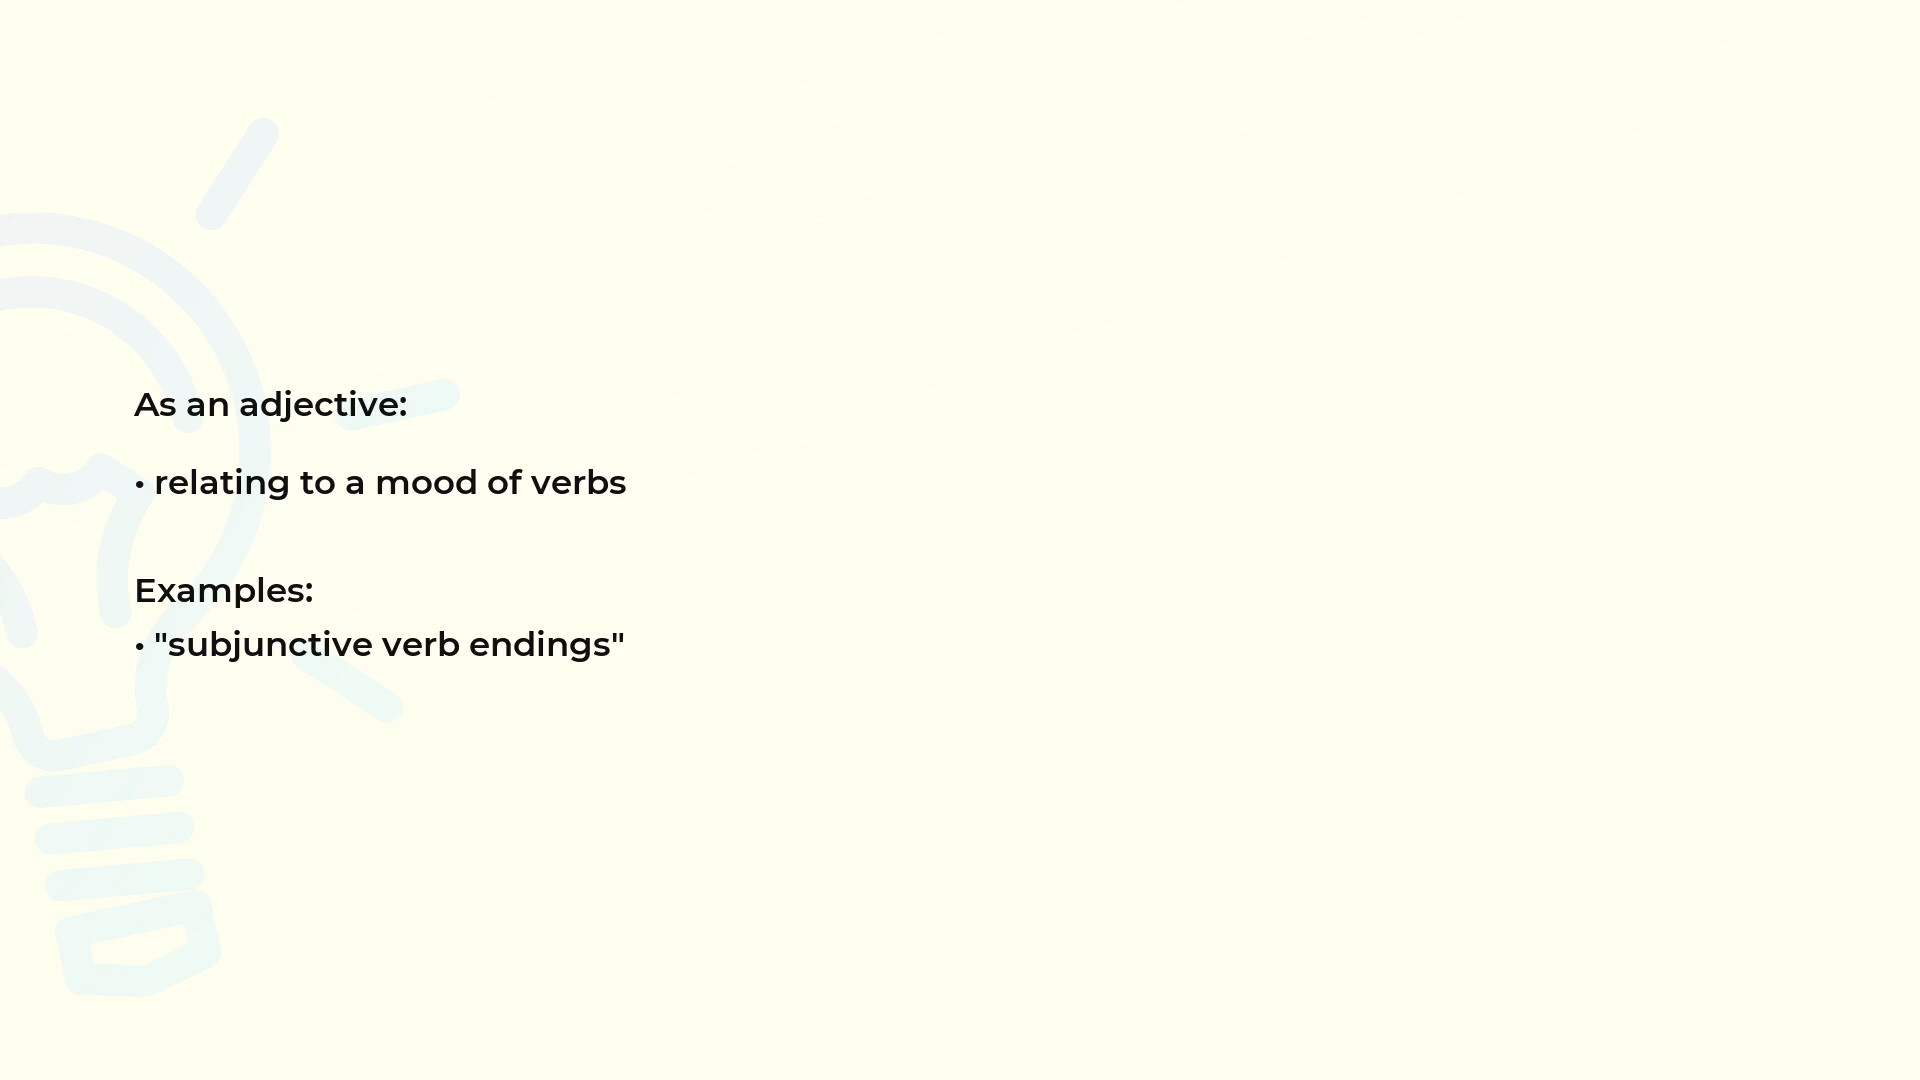 As an adjective:
• relating to a mood of verbs
Examples:
• "subjunctive verb endings"